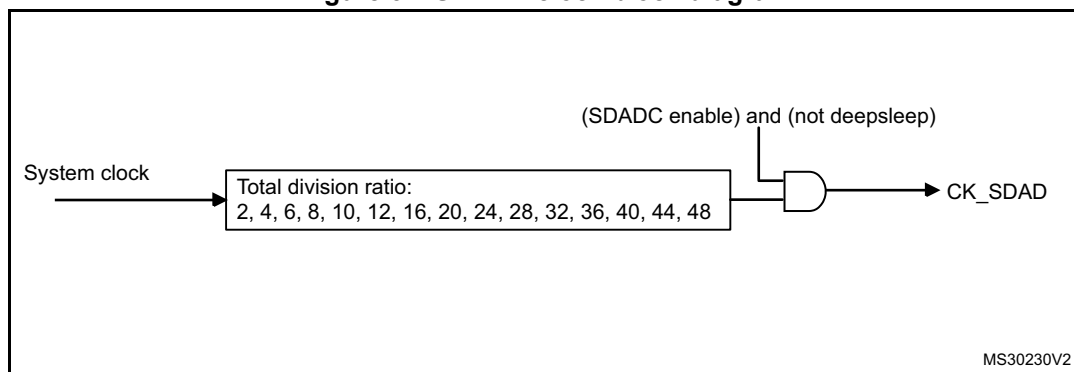 (SDADC enable) and (not deepsleep)
System clock
Total division ratio:
2, 4, 6, 8, 10, 12, 16, 20, 24, 28, 32, 36, 40, 44, 48
CK_SDAD
MS30230V2